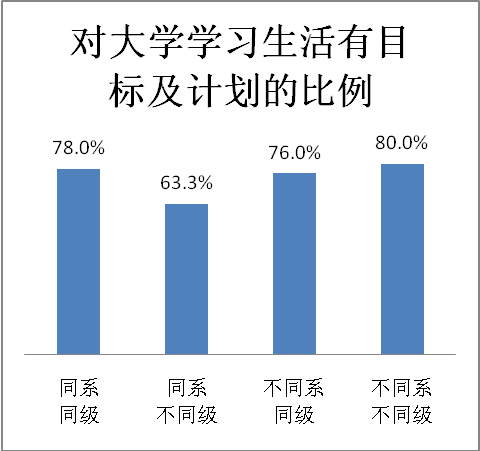 对大学学习生活有目
标及计划的比例
78.0%
63.3%
76.0%
80.0%
同系
同级
同系
不同级
不同系
同级
不同系
不同级